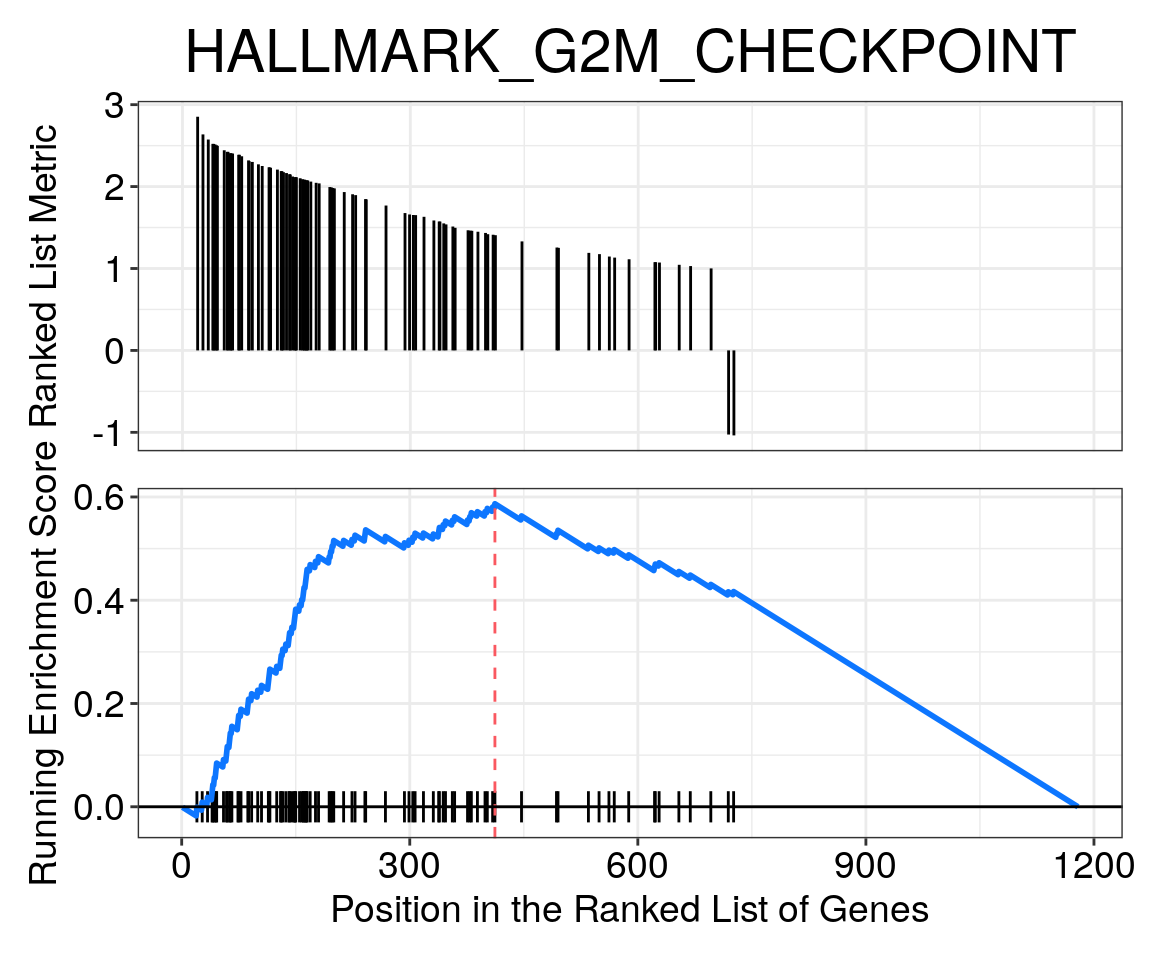 HALLMARK_G2M_CHECKPOINT
Running Enrichment Score Ranked List Metric
3
2
1
0
-1
0.6
0.4
0.2
0.0
0 300 600 900 1200
Position in the Ranked List of Genes